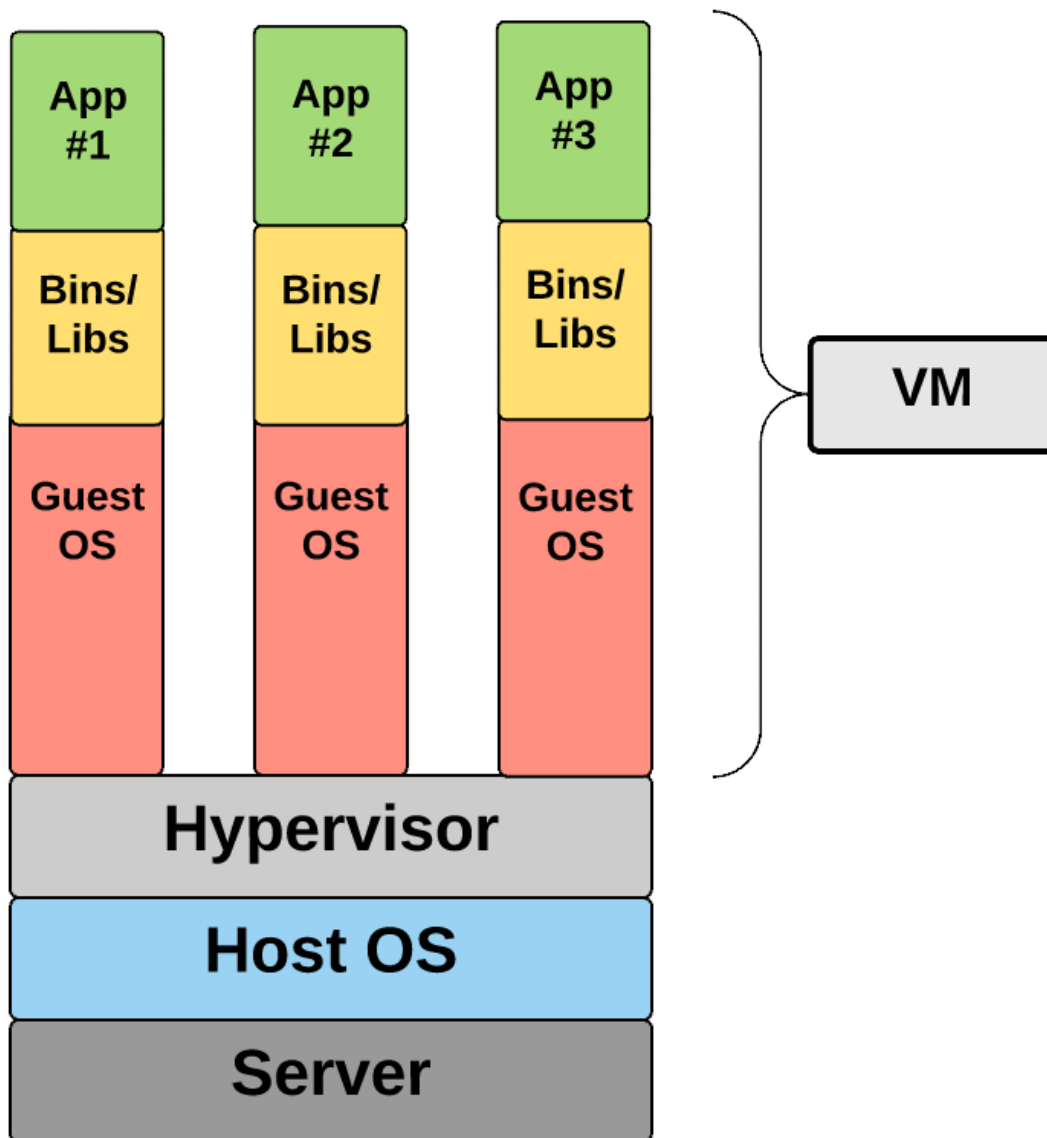 App
#1
App
#2
App
#3
Bins/
Libs
Bins/
Libs
Bins/
Libs
VM
Guest
OS
Guest
OS
Guest
OS
Hypervisor
Host OS
Server